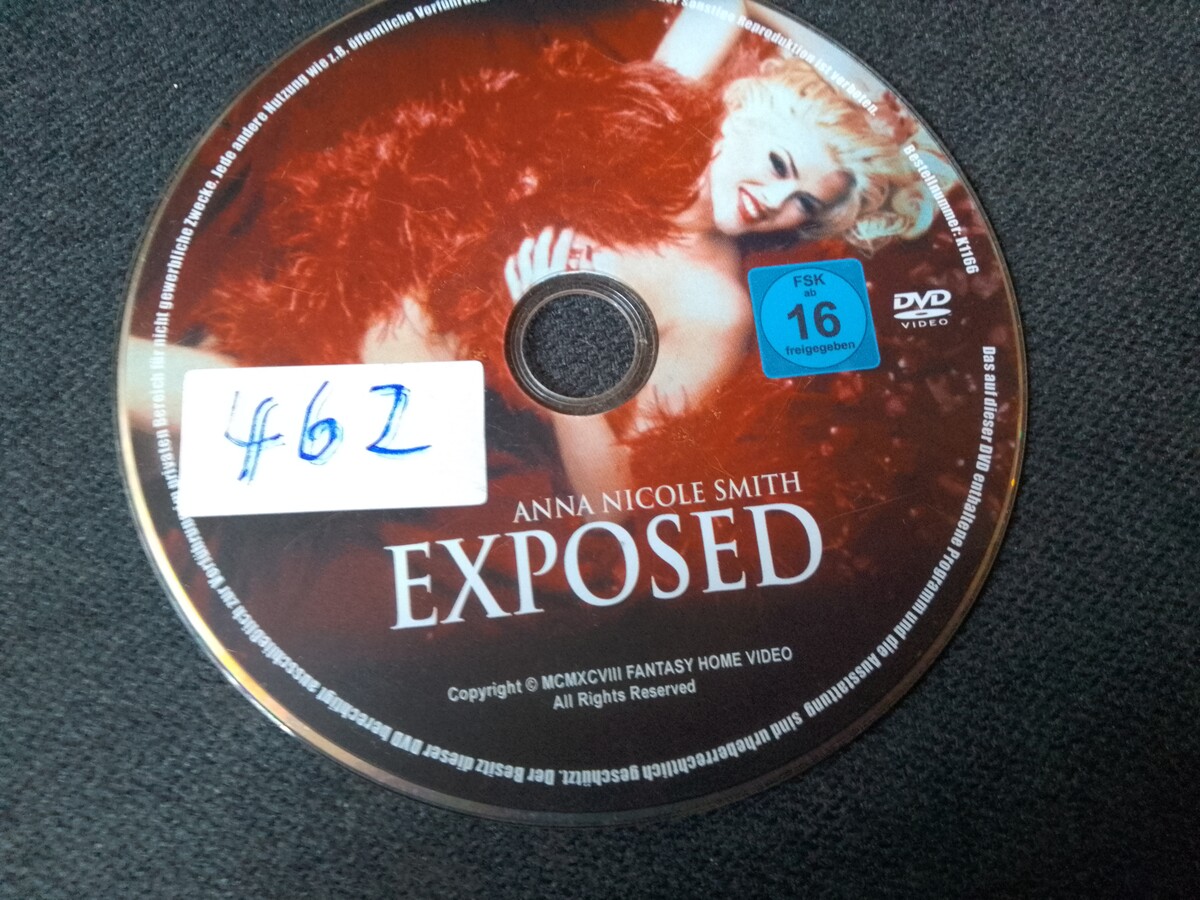 Das auf dieser DVD enthaltene Programm und die Ausstattung sind urheberrechtlich geschützt. Der Besitz dieser DVD berechtigt ausschließlich zur Vorführung privaten Bereich für nicht gewerbliche Zwecke. Jede andere Nutzung wie z.B. öffentliche Vorführung
sonstige Reproduktion ist verboten.
Bestellnummer: K1166
FSK
ab
16
freigegeben
DVD
VIDEO
462
ANNA NICOLE SMITH
EXPOSED
Copyright © MCMXCVIII FANTASY HOME VIDEO
All Rights Reserved